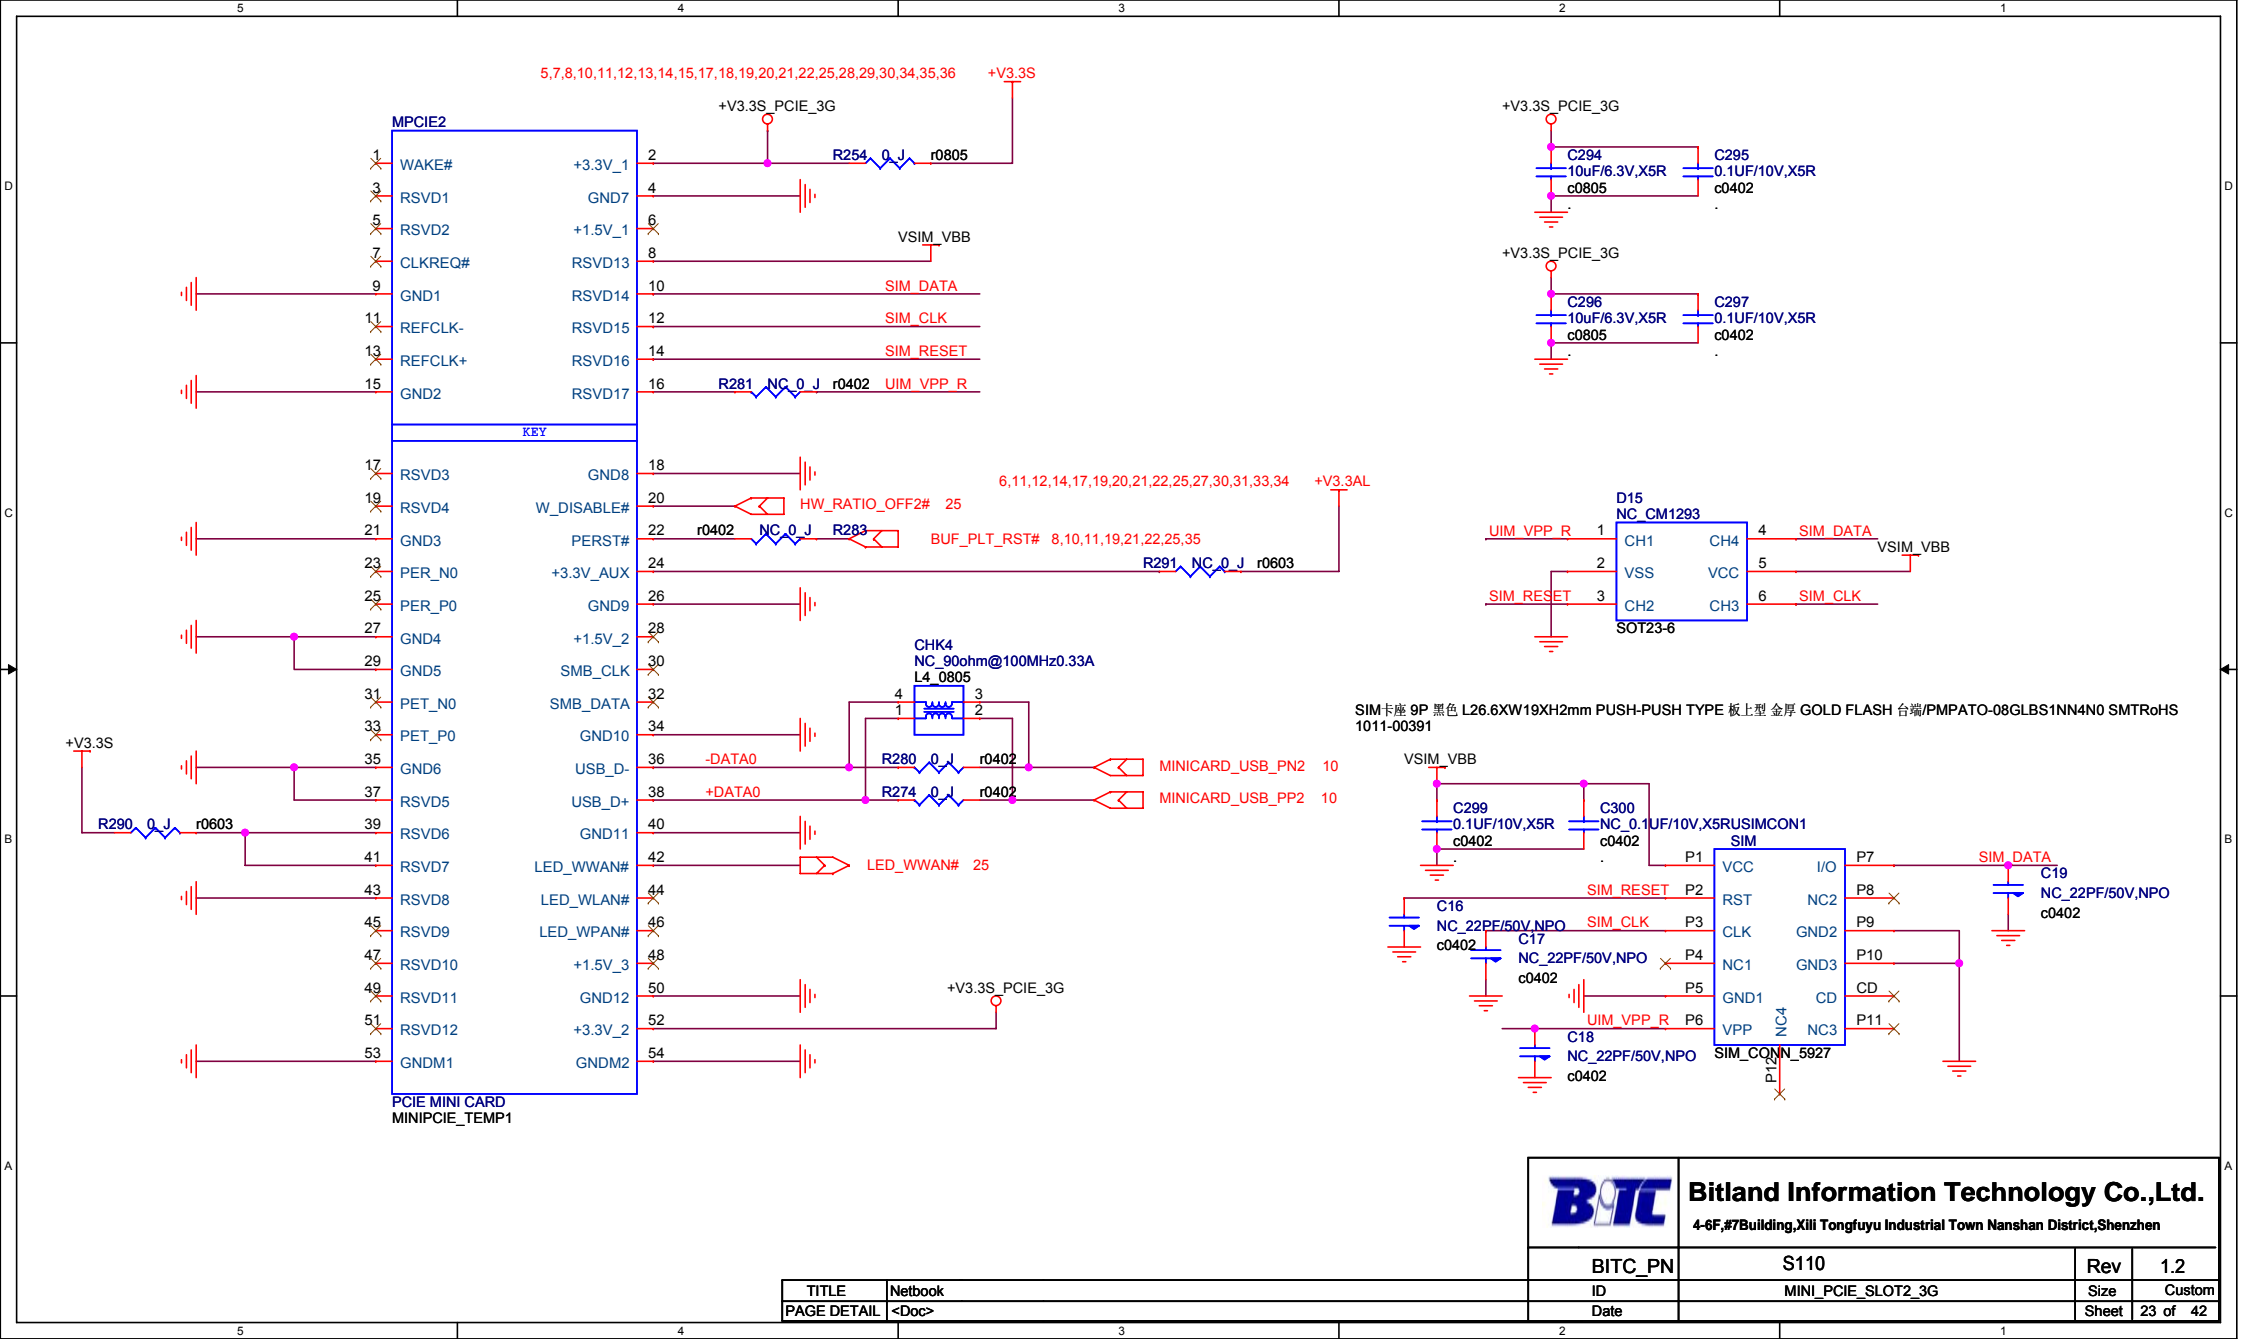 5 4 3 2 1
5,7,8,10,11,12,13,14,15,17,18,19,20,21,22,25,28,29,30,34,35,36 +V3.3S
+V3.3S_PCIE_3G
MPCIE2
1 WAKE# +3.3V_1 2 R254 0_J r0805
3 RSVD1 GND7 4
5 RSVD2 +1.5V_1 6
7 CLKREQ# RSVD13 8 VSIM_VBB
9 GND1 RSVD14 10 SIM_DATA
11 REFCLK- RSVD15 12 SIM_CLK
13 REFCLK+ RSVD16 14 SIM_RESET
15 GND2 RSVD17 16 R281 NC_0_J r0402 UIM_VPP_R
KEY
17 RSVD3 GND8 18
19 RSVD4 W_DISABLE# 20 HW_RATIO_OFF2# 25
21 GND3 PERST# 22 r0402 NC_0_J R283 BUF_PLT_RST# 8,10,11,19,21,22,25,35
6,11,12,14,17,19,20,21,22,25,27,30,31,33,34 +V3.3AL
23 PER_N0 +3.3V_AUX 24 R291 NC_0_J r0603
25 PER_P0 GND9 26
27 GND4 +1.5V_2 28
29 GND5 SMB_CLK 30
31 PET_N0 SMB_DATA 32
33 PET_P0 GND10 34
CHK4
NC_90ohm@100MHz0.33A
L4_0805
4 3
1 2
35 GND6 USB_D- 36 -DATA0 R280 0_J r0402 MINICARD_USB_PN2 10
37 RSVD5 USB_D+ 38 +DATA0 R274 0_J r0402 MINICARD_USB_PP2 10
+V3.3S
R290 0_J r0603
39 RSVD6 GND11 40
41 RSVD7 LED_WWAN# 42 LED_WWAN# 25
43 RSVD8 LED_WLAN# 44
45 RSVD9 LED_WPAN# 46
47 RSVD10 +1.5V_3 48
49 RSVD11 GND12 50
51 RSVD12 +3.3V_2 52 +V3.3S_PCIE_3G
53 GNDM1 GNDM2 54
PCIE MINI CARD
MINIPCIE_TEMP1
+V3.3S_PCIE_3G
C294 C295
10uF/6.3V,X5R 0.1UF/10V,X5R
c0805 c0402
+V3.3S_PCIE_3G
C296 C297
10uF/6.3V,X5R 0.1UF/10V,X5R
c0805 c0402
D15
NC_CM1293
UIM_VPP_R 1 CH1 CH4 4 SIM_DATA
2 VSS VCC 5 VSIM_VBB
SIM_RESET 3 CH2 CH3 6 SIM_CLK
SOT23-6
SIM卡座 9P 黑色 L26.6XW19XH2mm PUSH-PUSH TYPE 板上型 金厚 GOLD FLASH 台端/PMPATO-08GLBS1NN4N0 SMTRoHS
1011-00391
VSIM_VBB
C299 C300
0.1UF/10V,X5R NC_0.1UF/10V,X5R USIMCON1
c0402 c0402 SIM
P1 VCC I/O P7 SIM_DATA
SIM_RESET P2 RST NC2 P8
SIM_CLK P3 CLK GND2 P9
P4 NC1 GND3 P10
P5 GND1 CD CD
UIM_VPP_R P6 VPP NC4 NC3 P11
SIM_CONN_5927
P12
C16
NC_22PF/50V,NPO
c0402
C17
NC_22PF/50V,NPO
c0402
C18
NC_22PF/50V,NPO
c0402
C19
NC_22PF/50V,NPO
c0402
D D
C C
B B
A A
BITC
Bitland Information Technology Co.,Ltd.
4-6F,#7Building,Xili Tongfuyu Industrial Town Nanshan District,Shenzhen
BITC_PN S110 Rev 1.2
TITLE Netbook ID MINI_PCIE_SLOT2_3G Size Custom
PAGE DETAIL <Doc> Date Sheet 23 of 42
5 4 3 2 1